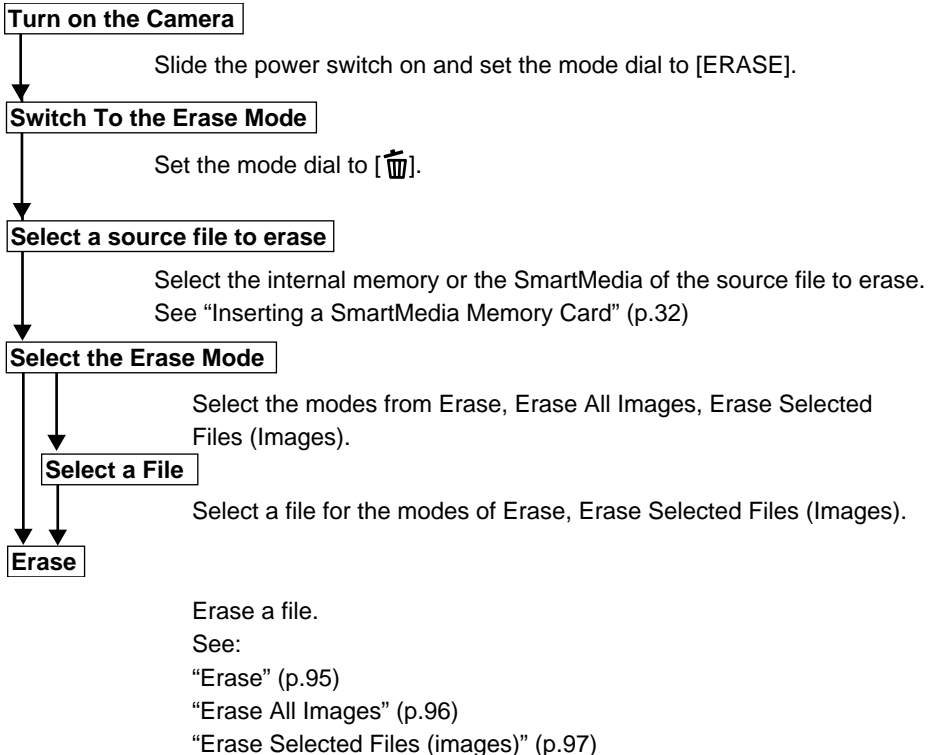 Turn on the Camera
Slide the power switch on and set the mode dial to [ERASE].
Switch To the Erase Mode
Set the mode dial to [ ].
Select a source file to erase
Select the internal memory or the SmartMedia of the source file to erase.
See “Inserting a SmartMedia Memory Card” (p.32)
Select the Erase Mode
Select the modes from Erase, Erase All Images, Erase Selected
Files (Images).
Select a File
Select a file for the modes of Erase, Erase Selected Files (Images).
Erase
Erase a file.
See:
“Erase” (p.95)
“Erase All Images” (p.96)
“Erase Selected Files (images)” (p.97)